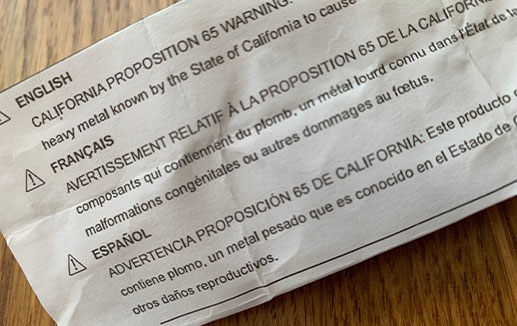 ENGLISH
CALIFORNIA PROPOSITION 65 WARNING:
heavy metal known by the State of California to cause
FRANÇAIS
AVERTISSEMENT RELATIF À LA PROPOSITION 65 DE LA CALIFORN
composants qui contiennent du plomb, un métal lourd connu dans l'État de la
malformations congénitales ou autres dommages au fœtus.
ESPAÑOL
ADVERTENCIA PROPOSICIÓN 65 DE CALIFORNIA: Este producto
contiene plomo, un metal pesado que es conocido en el Estado de
otros daños reproductivos.